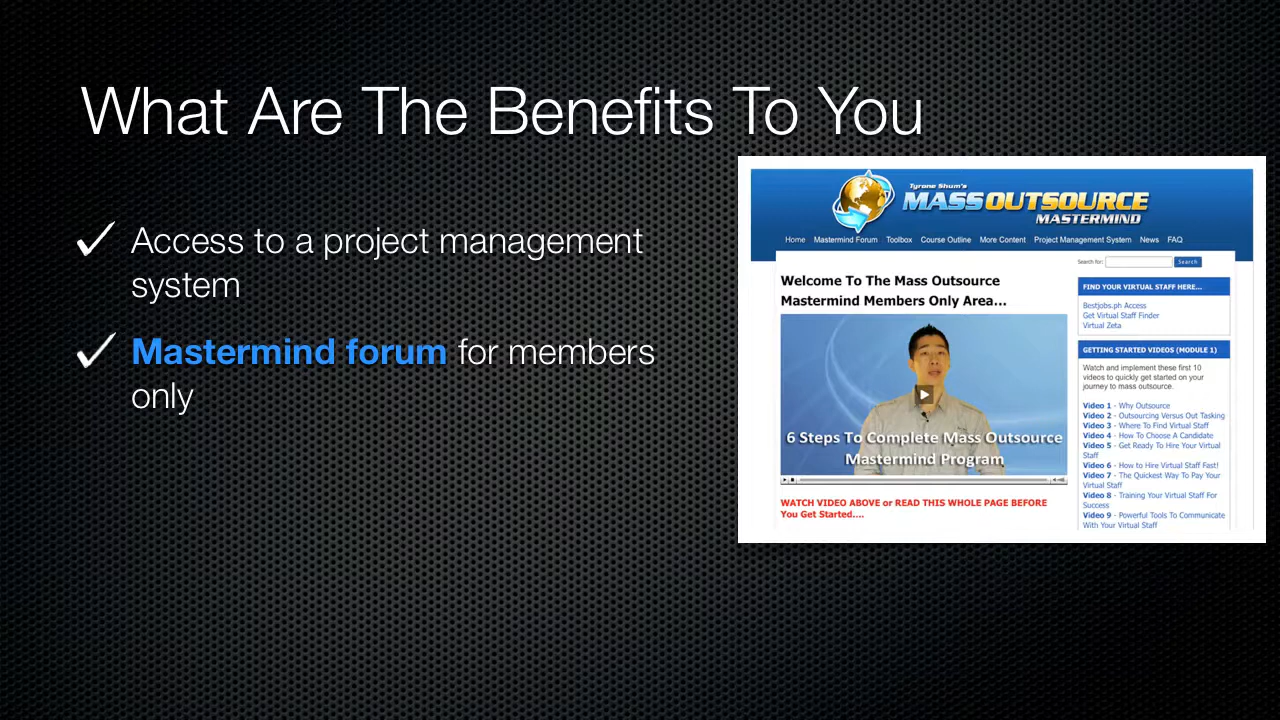 What Are The Benefits To You
Access to a project management
system
Mastermind forum for members
only
Tyrone Shum's
MASS OUTSOURCE
MASTERMIND
Home Mastermind Forum Toolbox Course Outline More Content Project Management System News FAQ
Search for: Search
Welcome To The Mass Outsource
Mastermind Members Only Area...
6 Steps To Complete Mass Outsource
Mastermind Program
WATCH VIDEO ABOVE or READ THIS WHOLE PAGE BEFORE
You Get Started....
FIND YOUR VIRTUAL STAFF HERE...
Bestjobs.ph Access
Get Virtual Staff Finder
Virtual Zeta
GETTING STARTED VIDEOS (MODULE 1)
Watch and implement these first 10
videos to quickly get started on your
journey to mass outsource.
Video 1 - Why Outsource
Video 2 - Outsourcing Versus Out Tasking
Video 3 - Where To Find Virtual Staff
Video 4 - How To Choose A Candidate
Video 5 - Get Ready To Hire Your Virtual
Staff
Video 6 - How to Hire Virtual Staff Fast!
Video 7 - The Quickest Way To Pay Your
Virtual Staff
Video 8 - Training Your Virtual Staff For
Success
Video 9 - Powerful Tools To Communicate
With Your Virtual Staff